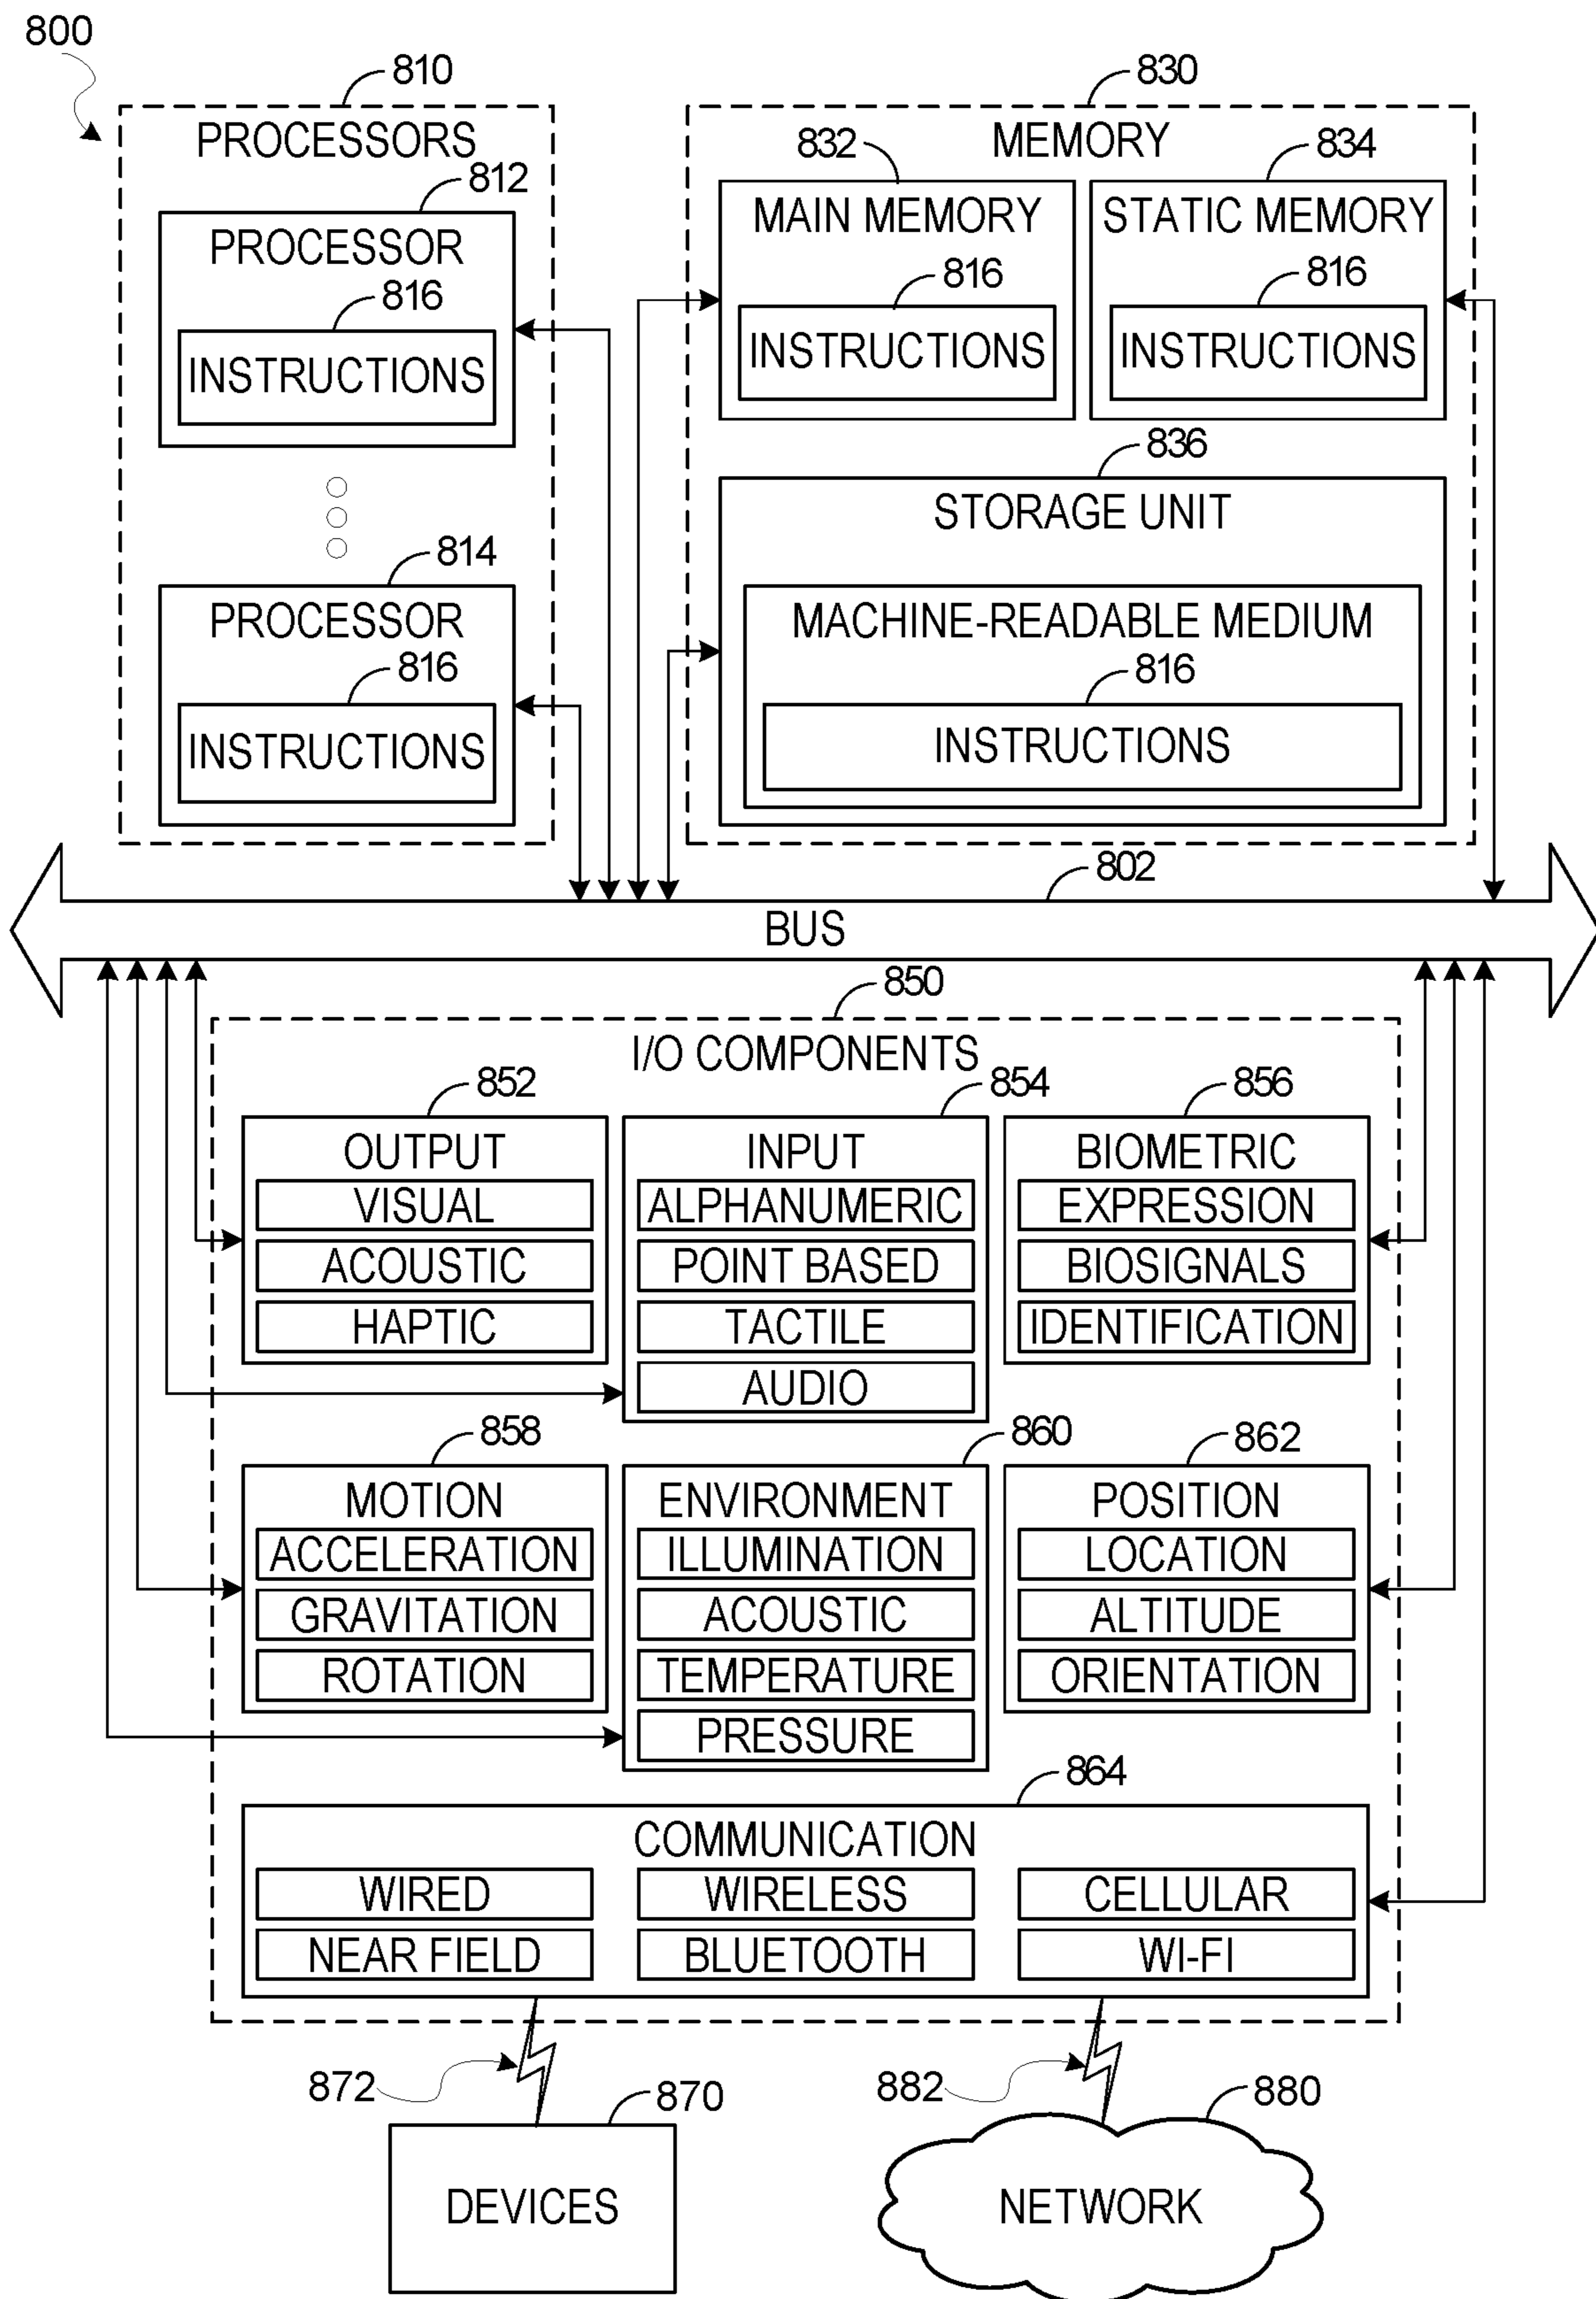 800
810
PROCESSORS
812
PROCESSOR
816
INSTRUCTIONS
814
PROCESSOR
816
INSTRUCTIONS
830
MEMORY
832
MAIN MEMORY
816
INSTRUCTIONS
834
STATIC MEMORY
816
INSTRUCTIONS
836
STORAGE UNIT
MACHINE-READABLE MEDIUM
816
INSTRUCTIONS
802
BUS
850
I/O COMPONENTS
852
OUTPUT
VISUAL
ACOUSTIC
HAPTIC
854
INPUT
ALPHANUMERIC
POINT BASED
TACTILE
AUDIO
856
BIOMETRIC
EXPRESSION
BIOSIGNALS
IDENTIFICATION
858
MOTION
ACCELERATION
GRAVITATION
ROTATION
860
ENVIRONMENT
ILLUMINATION
ACOUSTIC
TEMPERATURE
PRESSURE
862
POSITION
LOCATION
ALTITUDE
ORIENTATION
864
COMMUNICATION
WIRED
WIRELESS
CELLULAR
NEAR FIELD
BLUETOOTH
WI-FI
872
870
DEVICES
882
880
NETWORK